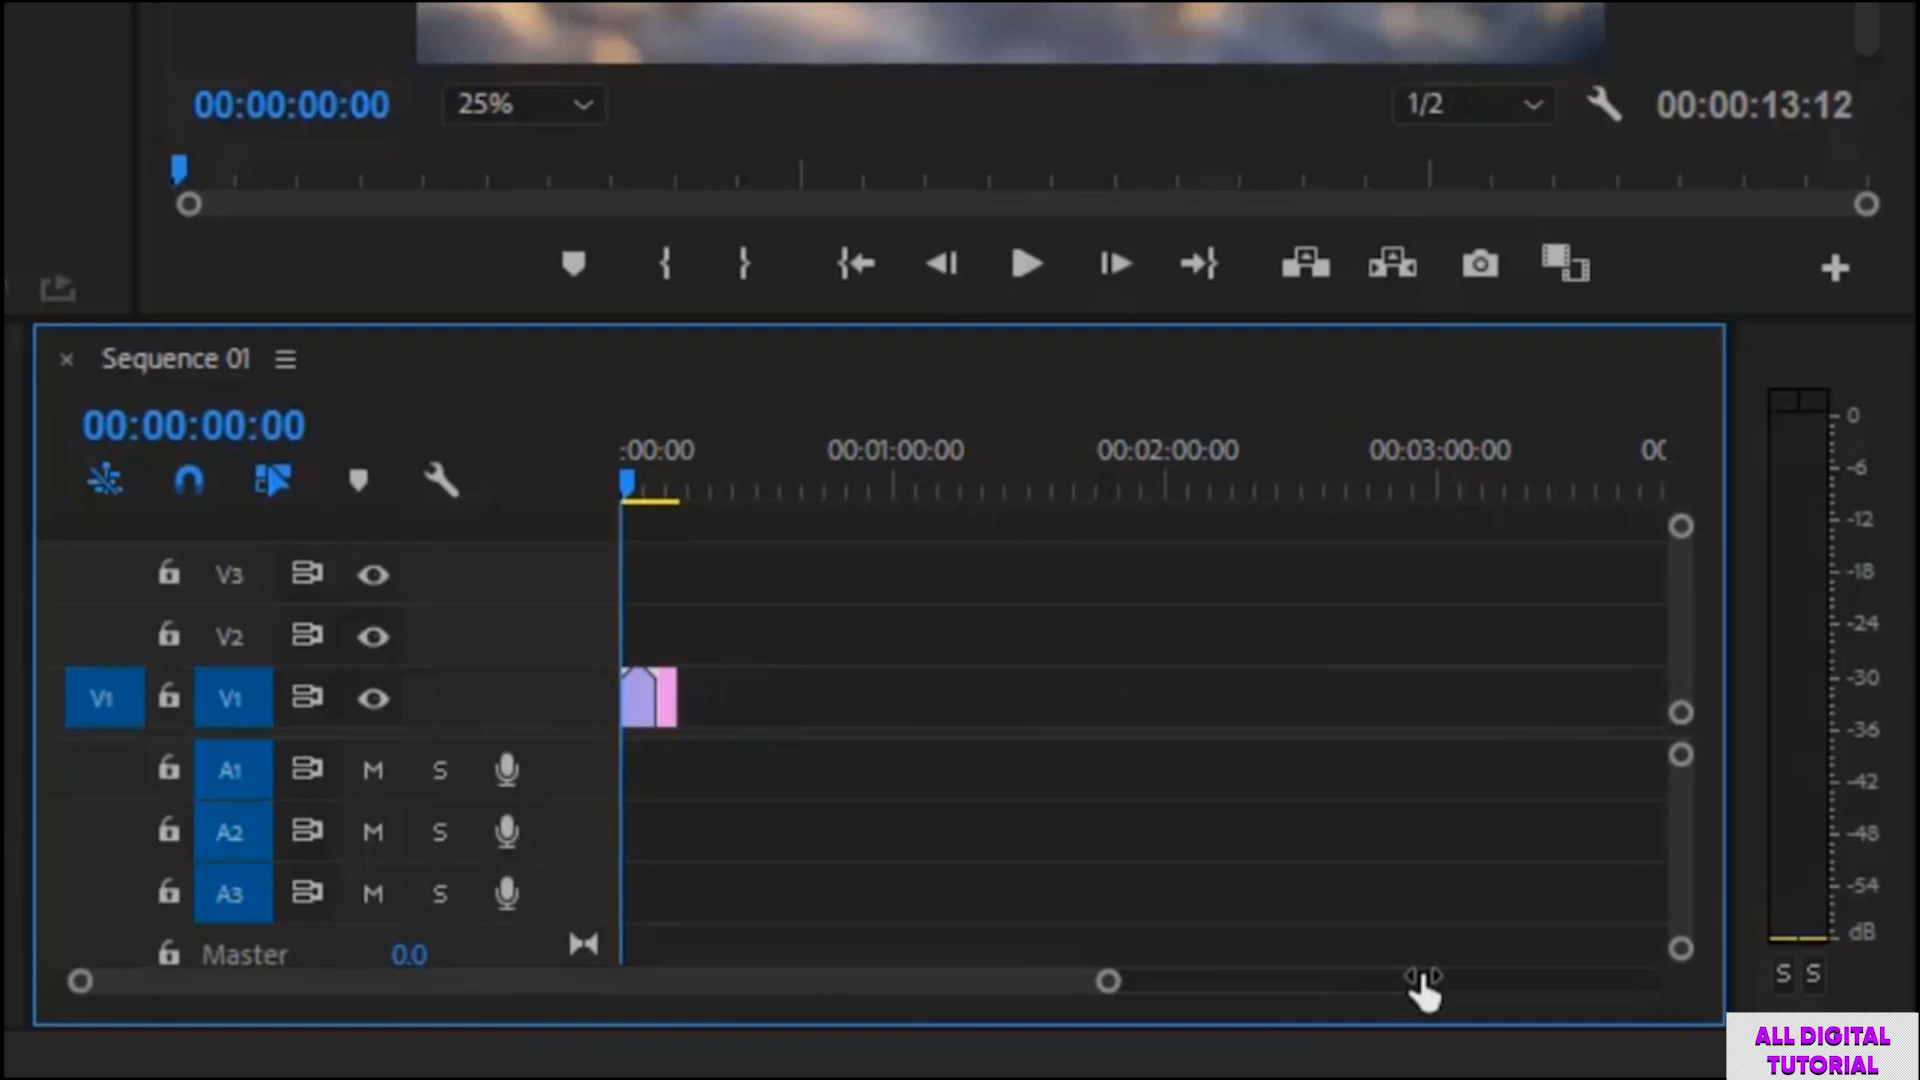 00:00:00:00
25%
1/2
00:00:13:12
× Sequence 01
00:00:00:00
:00:00
00:01:00:00
00:02:00:00
00:03:00:00
V3
V2
V1 V1
A1 M S
A2 M S
A3 M S
Master 0.0
0
-6
-12
-18
-24
-30
-36
-42
-48
-54
dB
S S
ALL DIGITAL
TUTORIAL